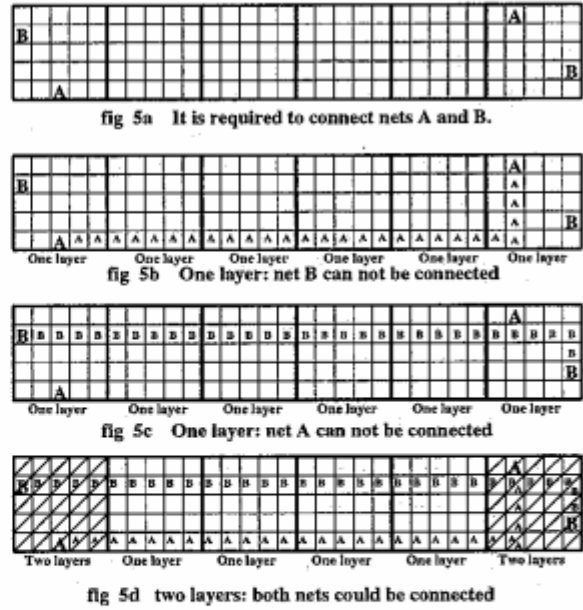 B A
B
A
fig 5a It is required to connect nets A and B.
B A
A
A
A
B
A
A A A A A A A A A A A A A A A A A A A A A A A A A
One layer One layer One layer One layer One layer One layer
fig 5b One layer: net B can not be connected
A
B B B B B B B B B B B B B B B B B B B B B B B B B B B B B B
B
B
A
One layer One layer One layer One layer One layer One layer
fig 5c One layer: net A can not be connected
A
B B B B B B B B B B B B B B B B B B B B B B B B B B B B B
B
B
A A A A A A A A A A A A A A A A A A A A A A A A A
Two layers One layer One layer One layer One layer Two layers
fig 5d two layers: both nets could be connected